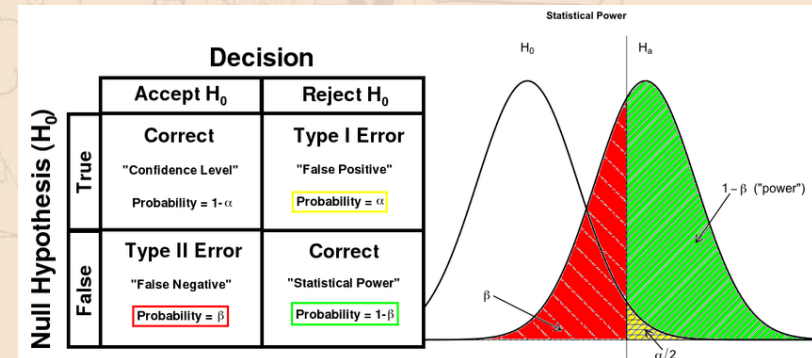 Decision
Accept H₀
Reject H₀
Null Hypothesis (H₀)
True
Correct
"Confidence Level"
Probability = 1-α
Type I Error
"False Positive"
Probability = α
False
Type II Error
"False Negative"
Probability = β
Correct
"Statistical Power"
Probability = 1-β
Statistical Power
H₀
Hₐ
1 − β ("power")
β
α/2